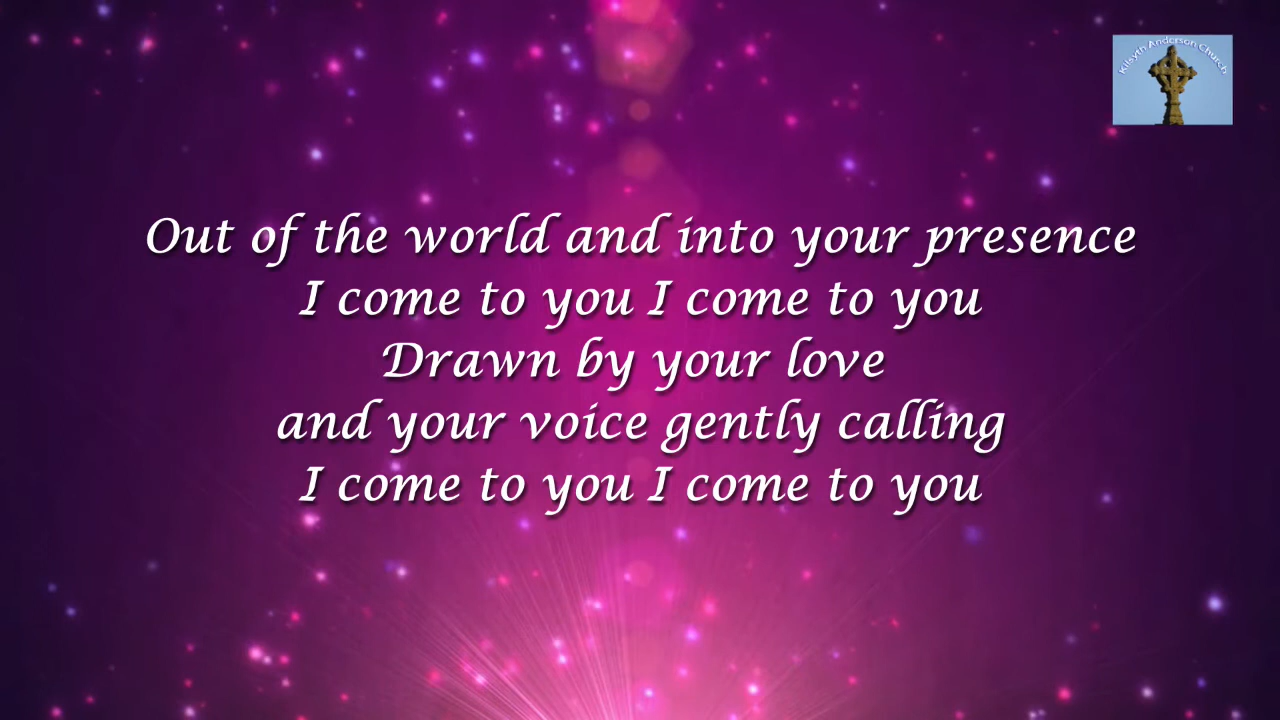 Kilsyth Anderson Church
Out of the world and into your presence
I come to you I come to you
Drawn by your love
and your voice gently calling
I come to you I come to you